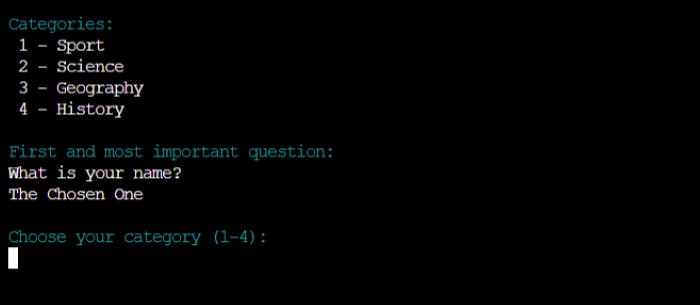 Categories:
1 - Sport
2 - Science
3 - Geography
4 - History
First and most important question:
What is your name?
The Chosen One
Choose your category (1-4):